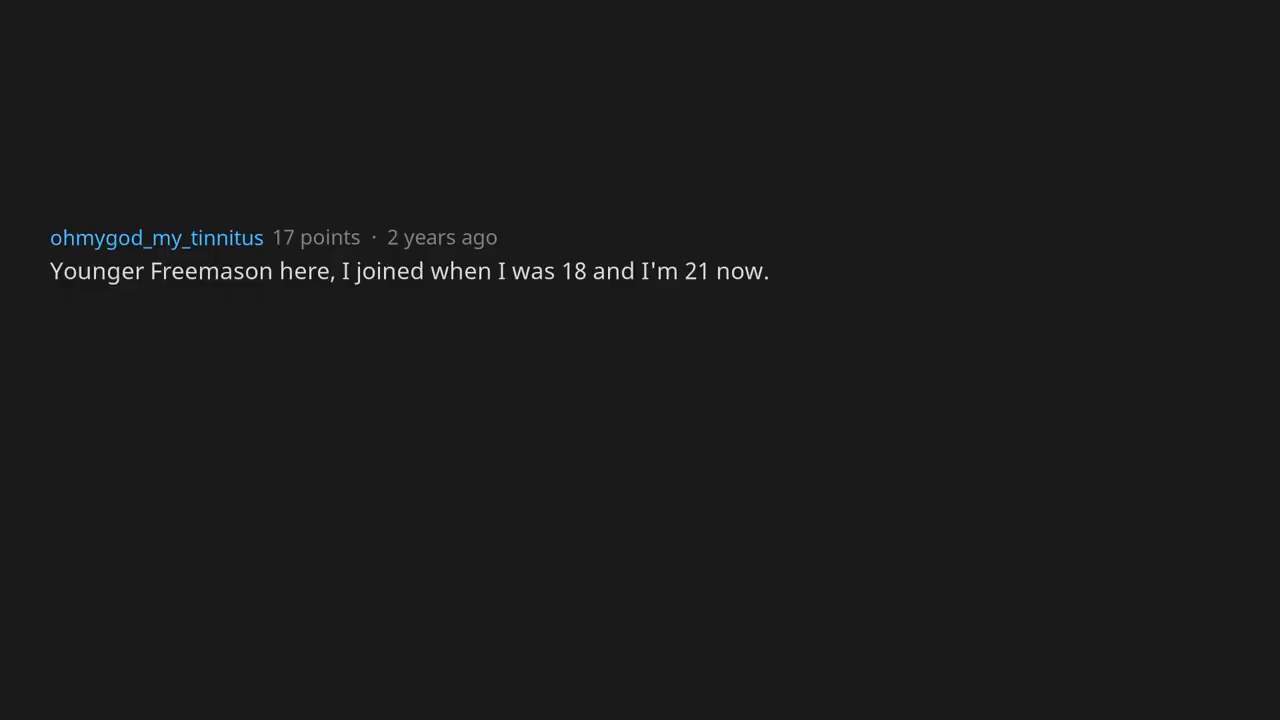 ohmygod_my_tinnitus 17 points · 2 years ago
Younger Freemason here, I joined when I was 18 and I'm 21 now.